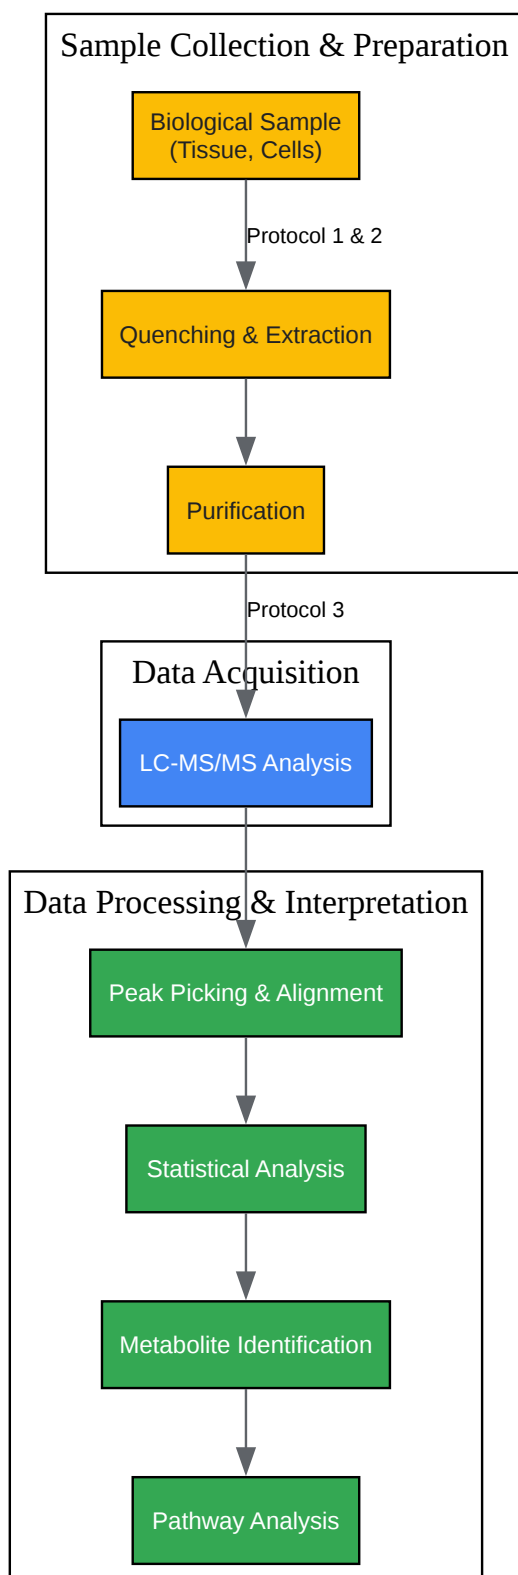 Sample Collection & Preparation
Biological Sample
(Tissue, Cells)
Protocol 1 & 2
Quenching & Extraction
Purification
Protocol 3
Data Acquisition
LC-MS/MS Analysis
Data Processing & Interpretation
Peak Picking & Alignment
Statistical Analysis
Metabolite Identification
Pathway Analysis